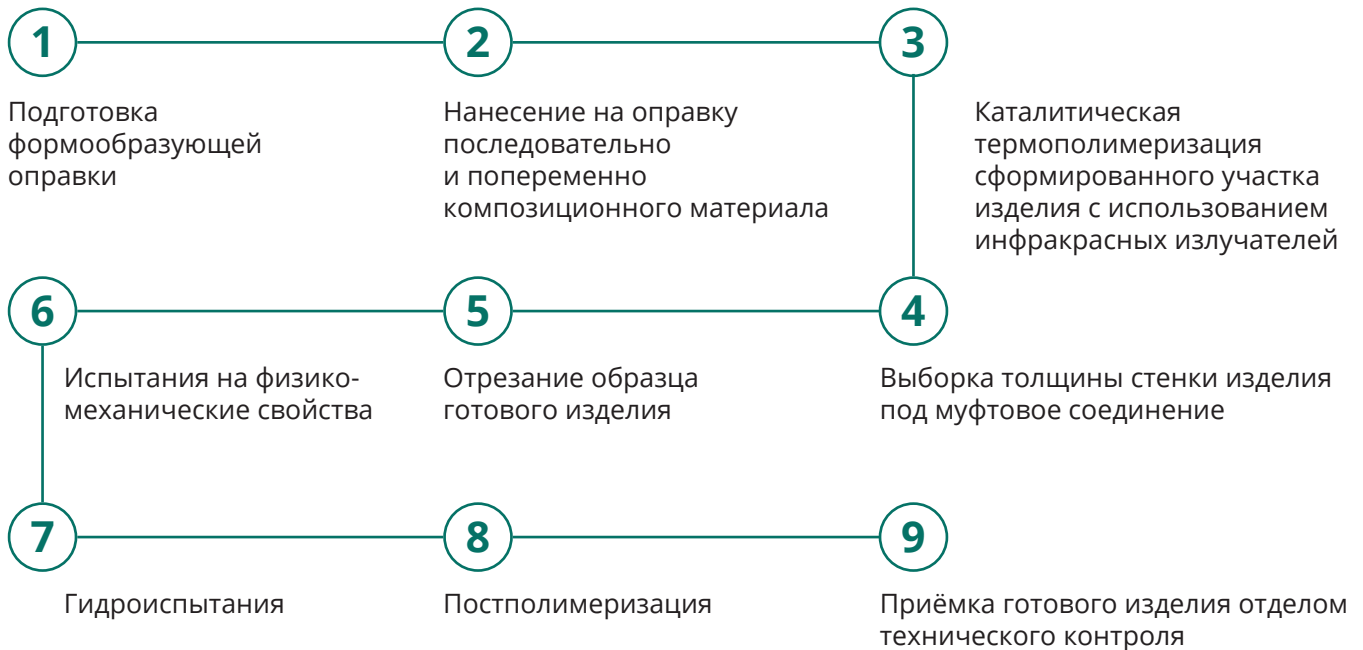 1
Подготовка
формообразующей
оправки
2
Нанесение на оправку
последовательно
и попеременно
композиционного материала
3
Каталитическая
термополимеризация
сформированного участка
изделия с использованием
инфракрасных излучателей
4
Выборка толщины стенки изделия
под муфтовое соединение
5
Отрезание образца
готового изделия
6
Испытания на физико-
механические свойства
7
Гидроиспытания
8
Постполимеризация
9
Приёмка готового изделия отделом
технического контроля